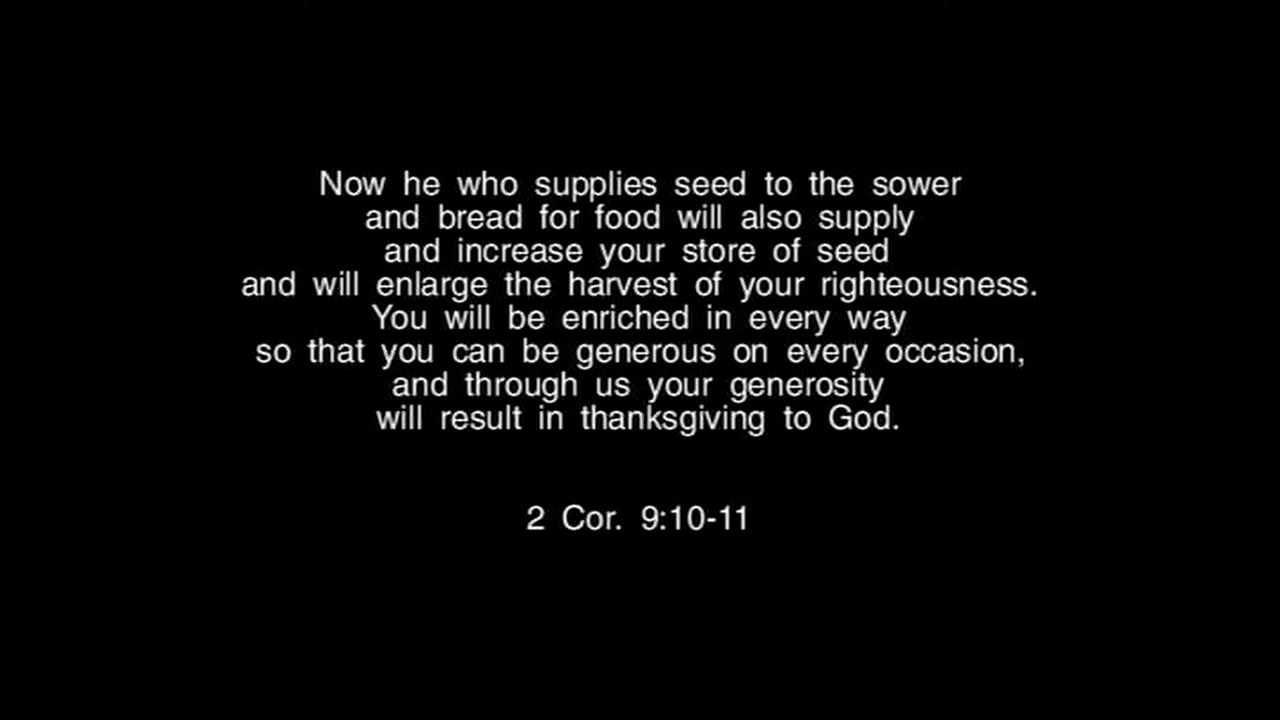 Now he who supplies seed to the sower
and bread for food will also supply
and increase your store of seed
and will enlarge the harvest of your righteousness.
You will be enriched in every way
so that you can be generous on every occasion,
and through us your generosity
will result in thanksgiving to God.
2 Cor. 9:10-11